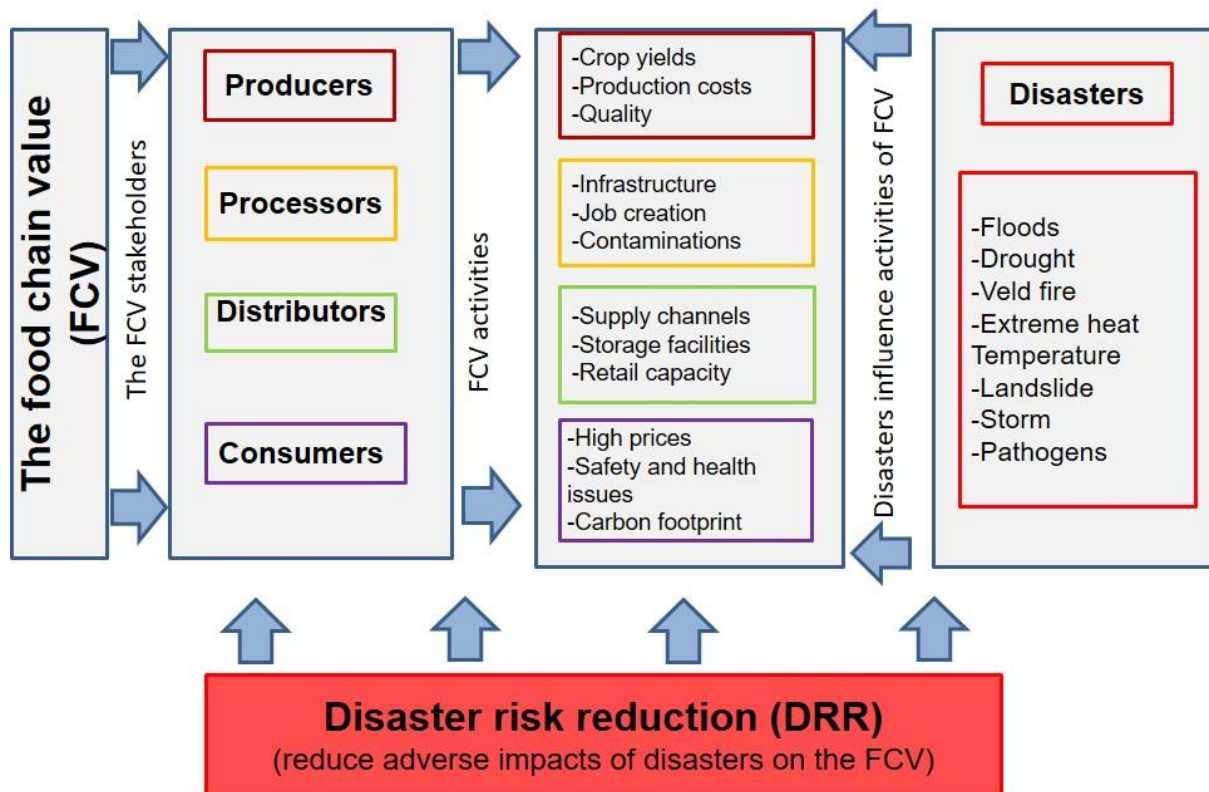 The food chain value
(FCV)
The FCV stakeholders
Producers
Processors
Distributors
Consumers
FCV activities
-Crop yields
-Production costs
-Quality
-Infrastructure
-Job creation
-Contaminations
-Supply channels
-Storage facilities
-Retail capacity
-High prices
-Safety and health
issues
-Carbon footprint
Disasters influence activities of FCV
Disasters
-Floods
-Drought
-Veld fire
-Extreme heat
Temperature
-Landslide
-Storm
-Pathogens
Disaster risk reduction (DRR)
(reduce adverse impacts of disasters on the FCV)